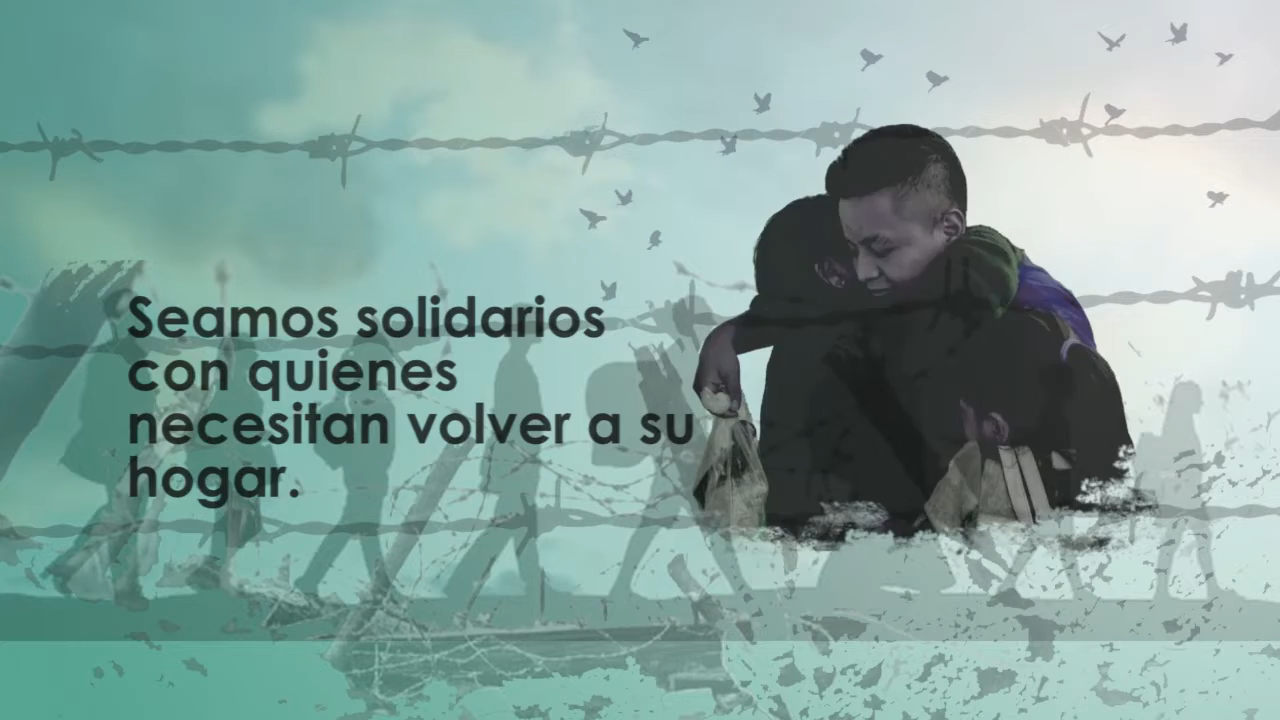 Seamos solidarios
con quienes
necesitan volver a su
hogar.